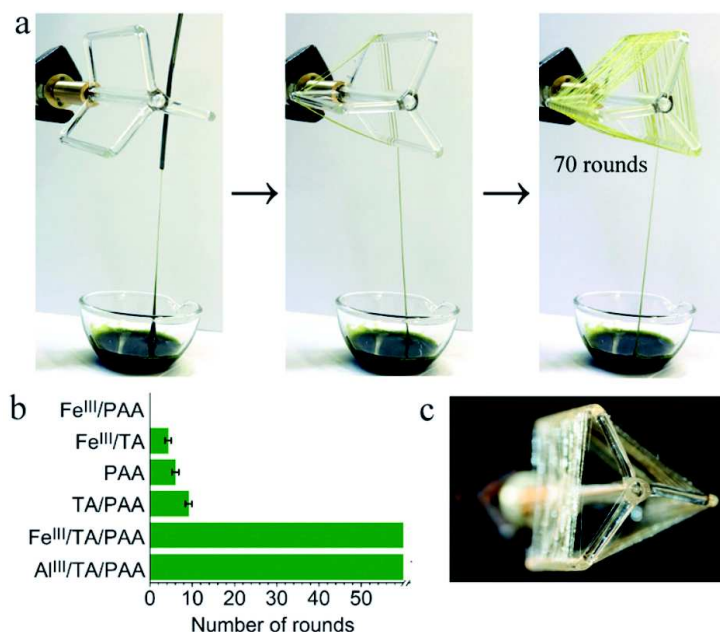 a
→ →
70 rounds
b
Fe^III/PAA
Fe^III/TA
PAA
TA/PAA
Fe^III/TA/PAA
Al^III/TA/PAA
0 10 20 30 40 50
Number of rounds
c